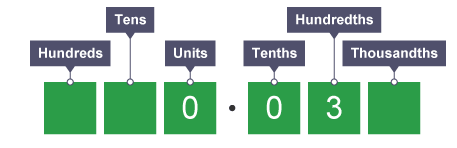 Tens Hundredths
Hundreds Units Tenths Thousandths
0 . 0 3